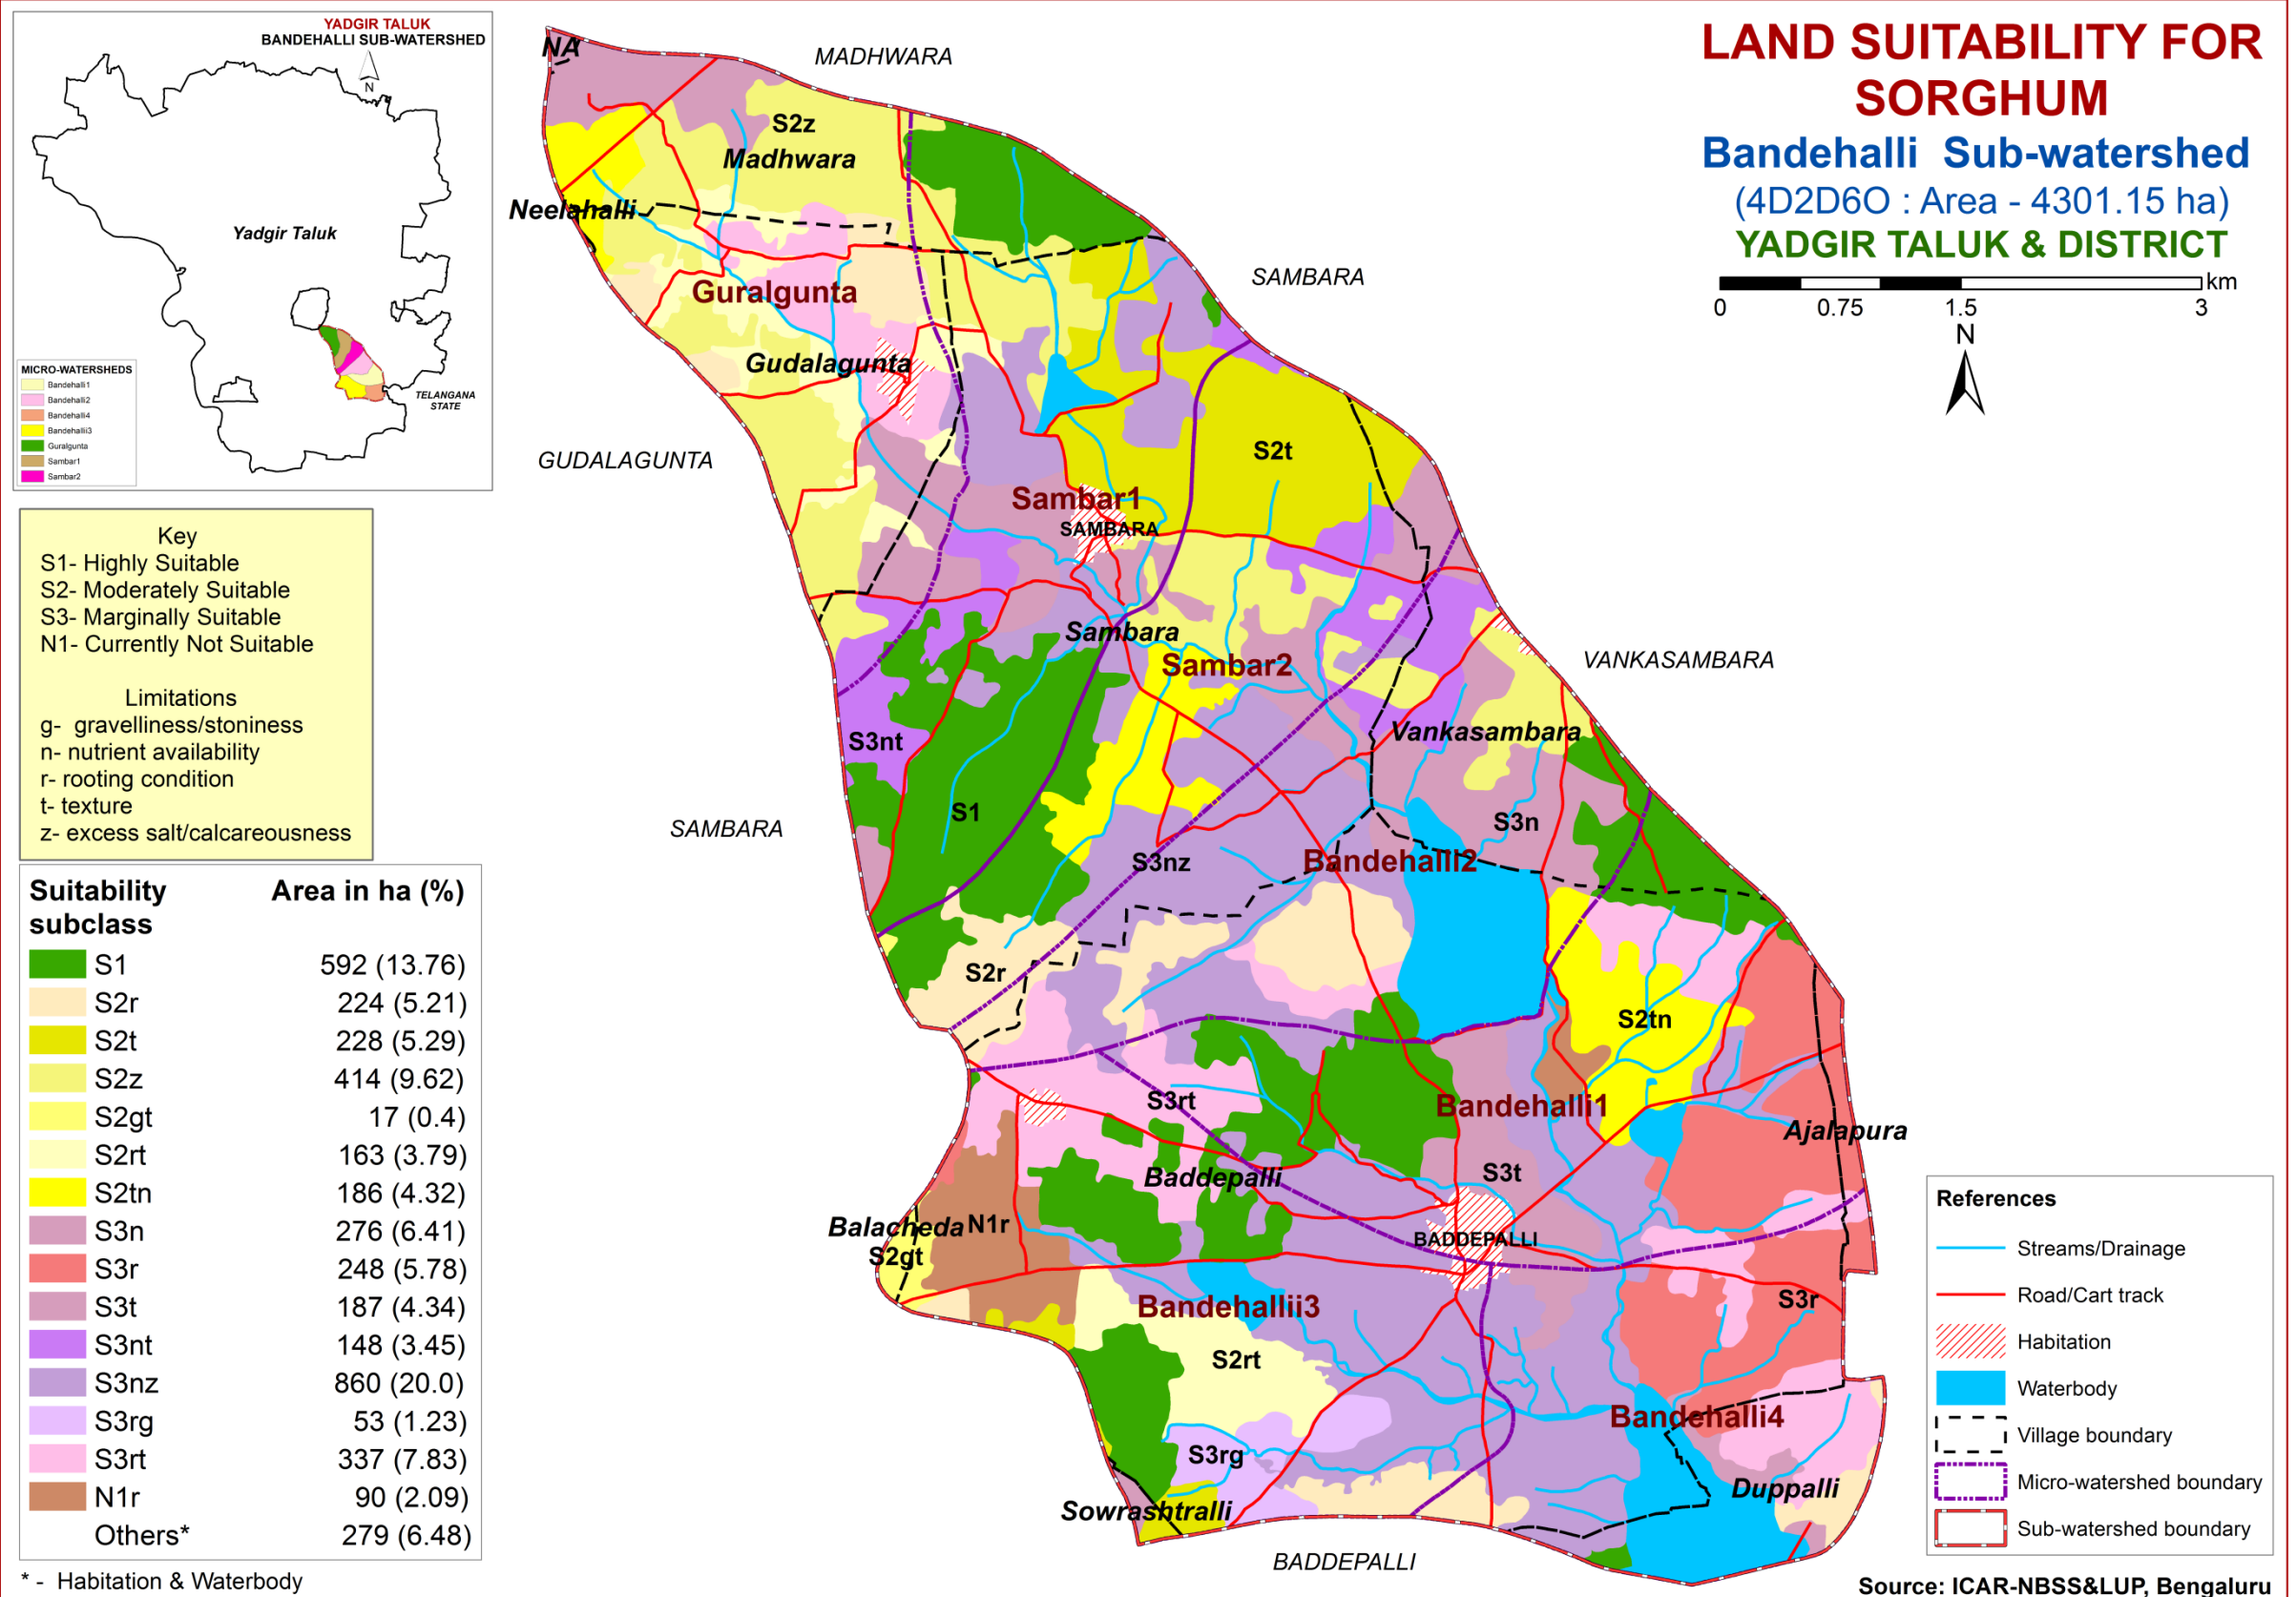 YADGIR TALUK
BANDEHALLI SUB-WATERSHED
N
Yadgir Taluk
MICRO-WATERSHEDS
Bandehalli1
Bandehalli2
Bandehalli4
Bandehallii3
Guralgunta
Sambar1
Sambar2
TELANGANA
STATE
LAND SUITABILITY FOR
SORGHUM
Bandehalli Sub-watershed
(4D2D6O : Area - 4301.15 ha)
YADGIR TALUK & DISTRICT
km
0 0.75 1.5 3
N
Key
S1- Highly Suitable
S2- Moderately Suitable
S3- Marginally Suitable
N1- Currently Not Suitable
Limitations
g- gravelliness/stoniness
n- nutrient availability
r- rooting condition
t- texture
z- excess salt/calcareousness
Suitability Area in ha (%)
subclass
S1 592 (13.76)
S2r 224 (5.21)
S2t 228 (5.29)
S2z 414 (9.62)
S2gt 17 (0.4)
S2rt 163 (3.79)
S2tn 186 (4.32)
S3n 276 (6.41)
S3r 248 (5.78)
S3t 187 (4.34)
S3nt 148 (3.45)
S3nz 860 (20.0)
S3rg 53 (1.23)
S3rt 337 (7.83)
N1r 90 (2.09)
Others* 279 (6.48)
* - Habitation & Waterbody
NA
MADHWARA
S2z
Madhwara
Neelahalli
SAMBARA
Guralgunta
Gudalagunta
GUDALAGUNTA
S2t
Sambar1
SAMBARA
Sambara
Sambar2
VANKASAMBARA
Vankasambara
S3nt
S1
S3n
SAMBARA
S3nz
Bandehalli2
S2r
S2tn
S3rt
Bandehalli1
Ajalapura
Baddepalli
S3t
Balacheda
N1r
BADDEPALLI
S2gt
Bandehallii3
S3r
S2rt
Bandehalli4
S3rg
Duppalli
Sowrashtralli
BADDEPALLI
References
Streams/Drainage
Road/Cart track
Habitation
Waterbody
Village boundary
Micro-watershed boundary
Sub-watershed boundary
Source: ICAR-NBSS&LUP, Bengaluru